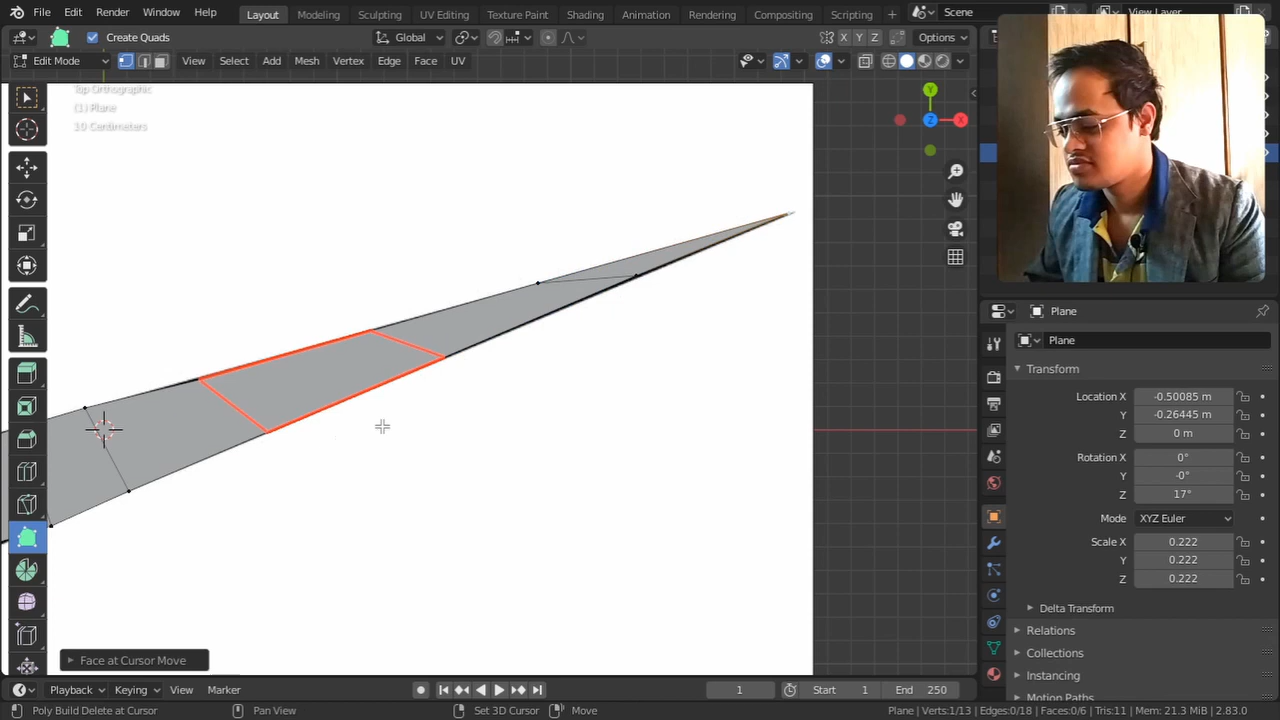 File Edit Render Window Help Layout Modeling Sculpting UV Editing Texture Paint Shading Animation Rendering Compositing Scripting + Scene View Layer
Create Quads Global X Y Z Options
Edit Mode View Select Add Mesh Vertex Edge Face UV
Top Orthographic
(1) Plane
10 Centimeters
Y
Z
X
Plane
Plane
Transform
Location X -0.50085 m
Y -0.26445 m
Z 0 m
Rotation X 0°
Y -0°
Z 17°
Mode XYZ Euler
Scale X 0.222
Y 0.222
Z 0.222
Delta Transform
Relations
Collections
Instancing
Motion Paths
Face at Cursor Move
Playback Keying View Marker 1 Start 1 End 250
Poly Build Delete at Cursor Pan View Set 3D Cursor Move Plane | Verts:1/13 | Edges:0/18 | Faces:0/6 | Tris:11 | Mem: 21.3 MiB | 2.83.0